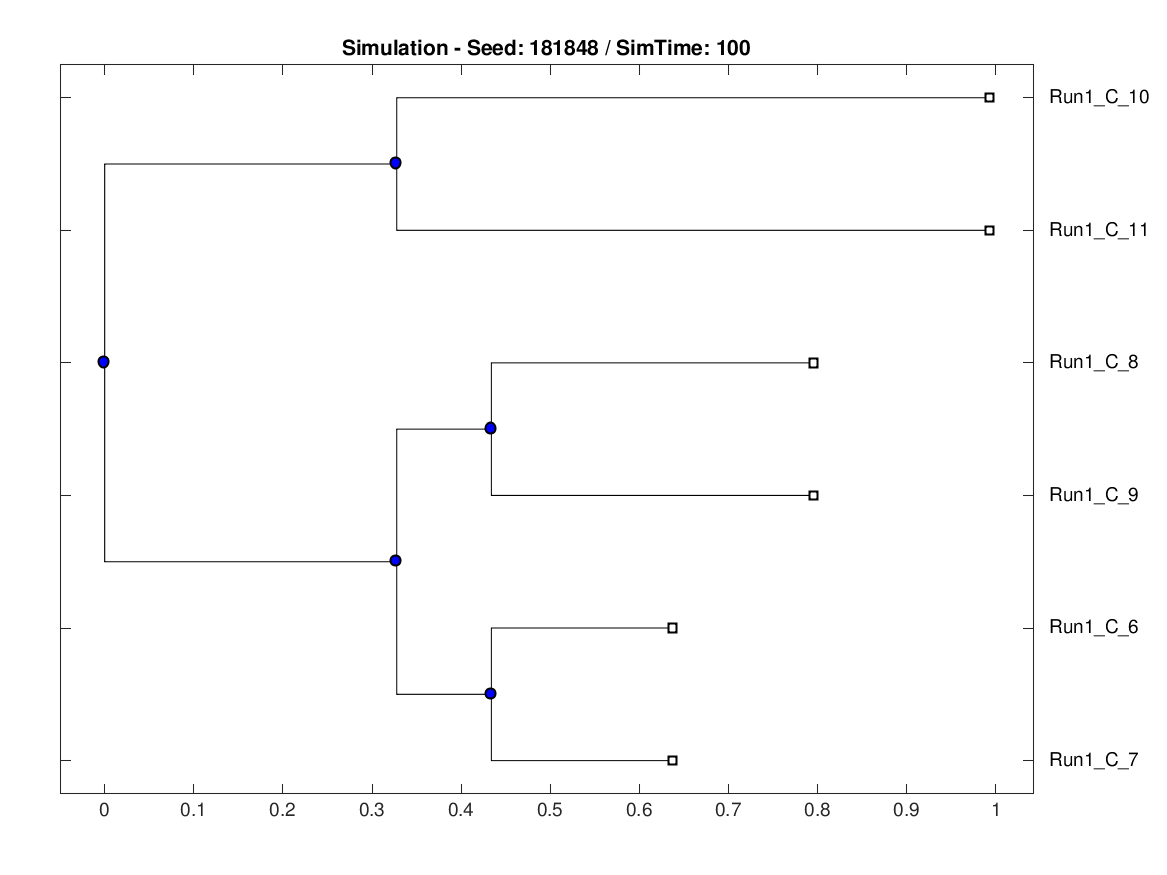 Simulation - Seed: 181848 / SimTime: 100
Run1_C_10
Run1_C_11
Run1_C_8
Run1_C_9
Run1_C_6
Run1_C_7
0 0.1 0.2 0.3 0.4 0.5 0.6 0.7 0.8 0.9 1